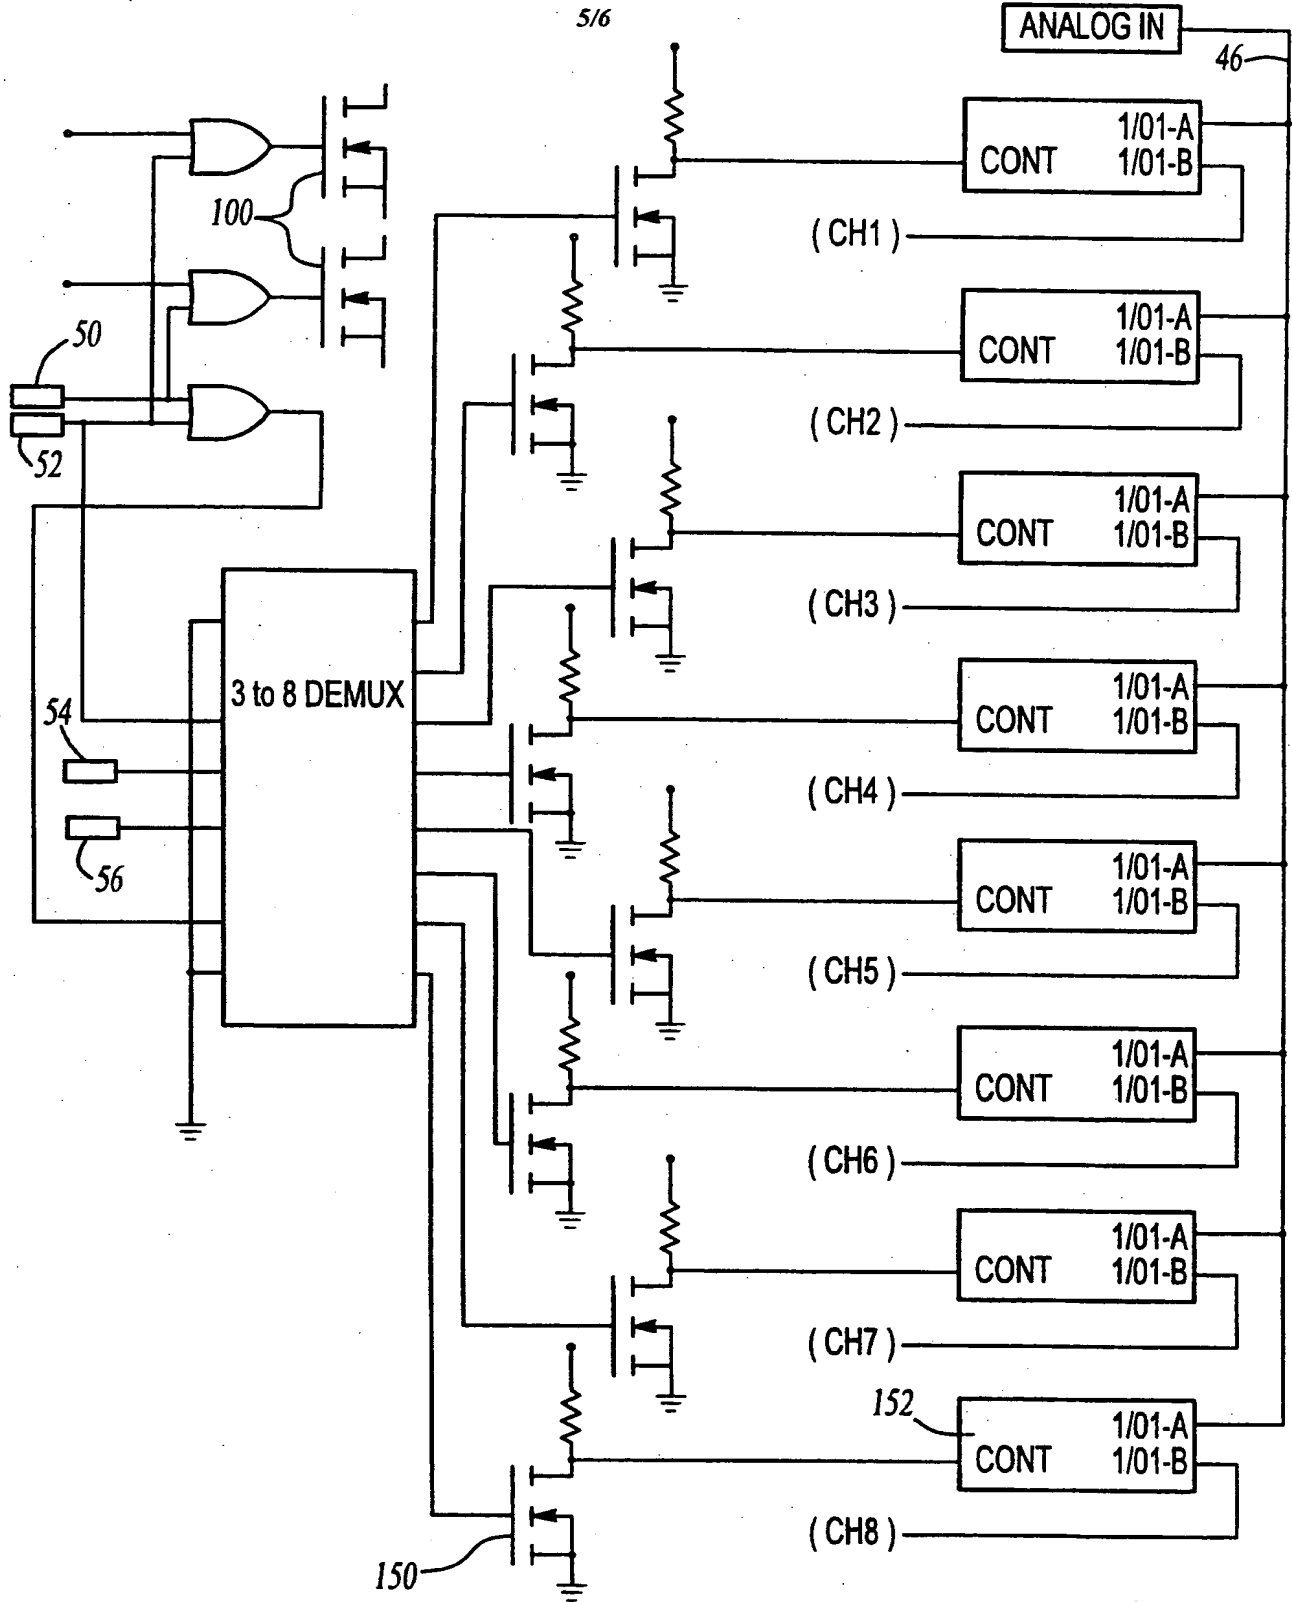 5/6
ANALOG IN
46
1/01-A
CONT 1/01-B
(CH1)
100
1/01-A
CONT 1/01-B
(CH2)
50
52
1/01-A
CONT 1/01-B
(CH3)
3 to 8 DEMUX
1/01-A
CONT 1/01-B
(CH4)
54
56
1/01-A
CONT 1/01-B
(CH5)
1/01-A
CONT 1/01-B
(CH6)
1/01-A
CONT 1/01-B
(CH7)
152
1/01-A
CONT 1/01-B
(CH8)
150